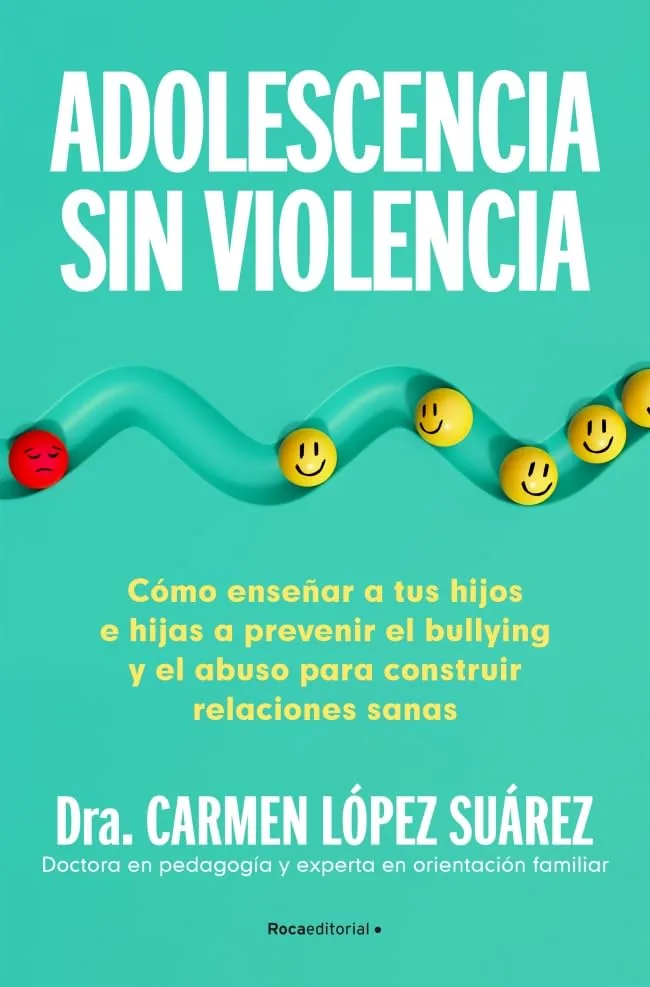 ADOLESCENCIA
SIN VIOLENCIA
Cómo enseñar a tus hijos
e hijas a prevenir el bullying
y el abuso para construir
relaciones sanas
Dra. CARMEN LÓPEZ SUÁREZ
Doctora en pedagogía y experta en orientación familiar
Rocaeditorial